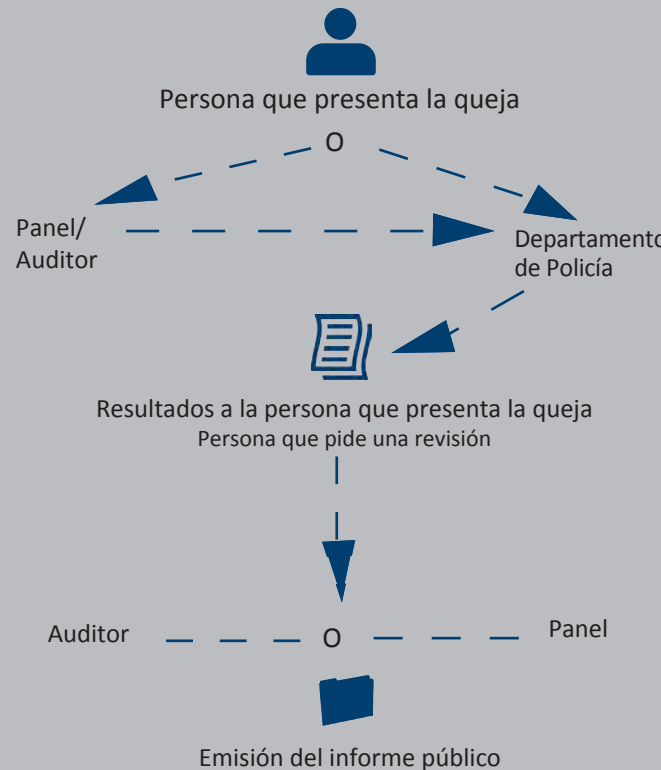 Persona que presenta la queja
O
Panel/
Auditor
Departamento
de Policía
Resultados a la persona que presenta la queja
Persona que pide una revisión
Auditor
O
Panel
Emisión del informe público